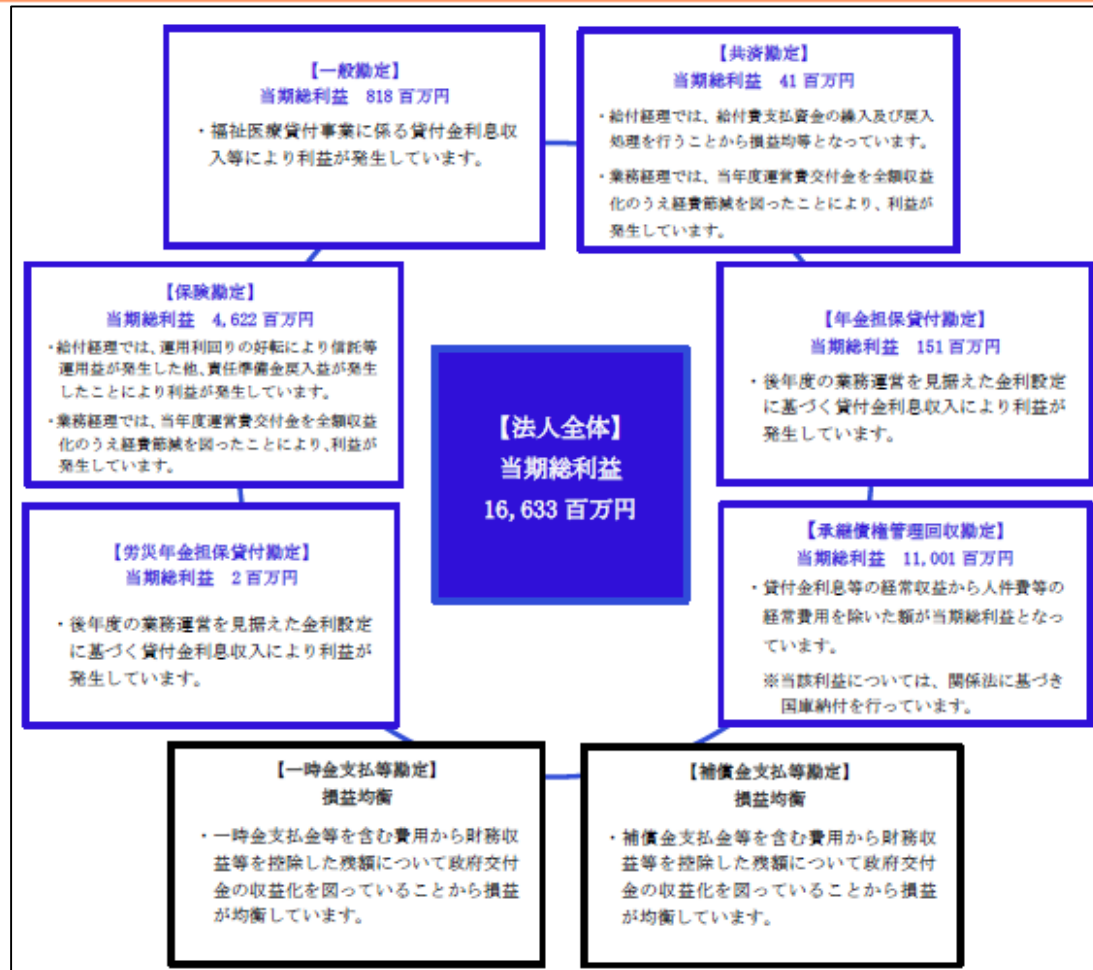 【一般勘定】
当期総利益　818 百万円
・福祉医療貸付事業に係る貸付金利息収
入等により利益が発生しています。
【共済勘定】
当期総利益　41 百万円
・給付経理では、給付費支払資金の繰入及び戻入
処理を行うことから損益均等となっています。
・業務経理では、当年度運営費交付金を全額収益
化のうえ経費節減を図ったことにより、利益が
発生しています。
【保険勘定】
当期総利益　4,622 百万円
・給付経理では、運用利回りの好転により信託等
運用益が発生した他、責任準備金戻入益が発生
したことにより利益が発生しています。
・業務経理では、当年度運営費交付金を全額収益
化のうえ経費節減を図ったことにより、利益が
発生しています。
【年金担保貸付勘定】
当期総利益　151 百万円
・後年度の業務運営を見据えた金利設定
に基づく貸付金利息収入により利益が
発生しています。
【法人全体】
当期総利益
16,633 百万円
【労災年金担保貸付勘定】
当期総利益　2 百万円
・後年度の業務運営を見据えた金利設定
に基づく貸付金利息収入により利益が
発生しています。
【承継債権管理回収勘定】
当期総利益　11,001 百万円
・貸付金利息等の経常収益から人件費等の
経常費用を除いた額が当期総利益となっ
ています。
※当該利益については、関係法に基づき
国庫納付を行っています。
【一時金支払等勘定】
損益均衡
・一時金支払金等を含む費用から財務収
益等を控除した残額について政府交付
金の収益化を図っていることから損益
が均衡しています。
【補償金支払等勘定】
損益均衡
・補償金支払金等を含む費用から財務収
益等を控除した残額について政府交付
金の収益化を図っていることから損益
が均衡しています。